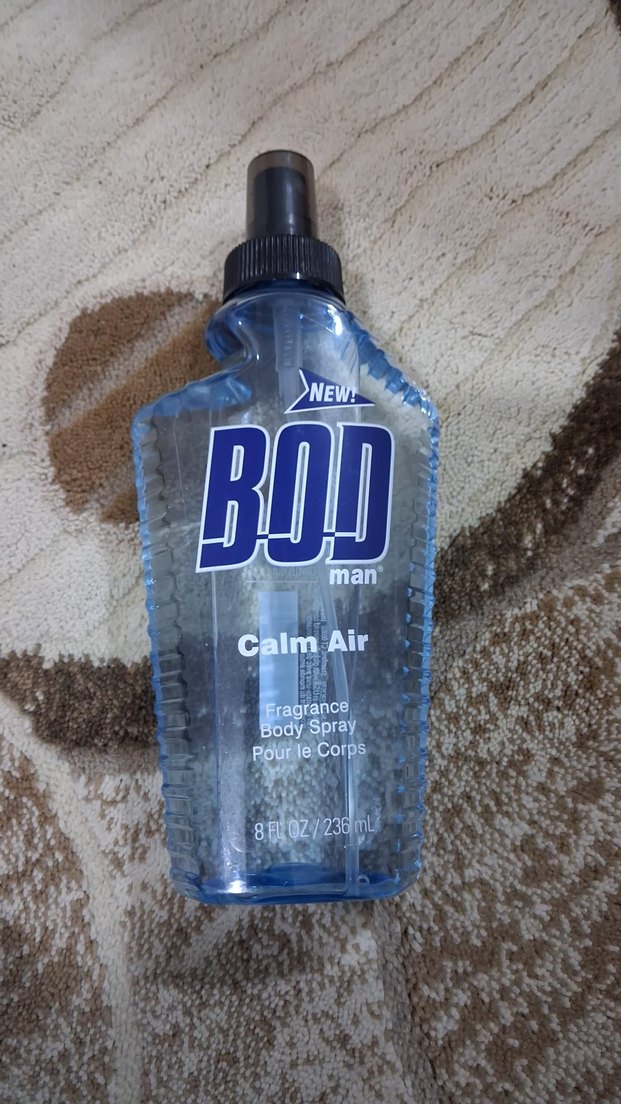 NEW!
BOD
man®
Calm Air
Fragrance
Body Spray
Pour le Corps
8 FL OZ / 236 mL